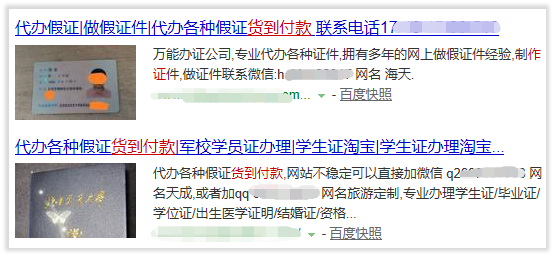 代办假证|做假证件|代办各种假证货到付款 联系电话17
万能办证公司,专业代办各种证件,拥有多年的网上做假证件经验,制作
证件,做证件联系微信:h 网名 海天.
m... - 百度快照
代办各种假证货到付款|军校学员证办理|学生证淘宝|学生证办理淘宝...
代办各种假证货到付款,网站不稳定可以直接加微信 q2 网
名天成,或者加qq 网名旅游定制,专业办理学生证/毕业证/
学位证/出生医学证明/结婚证/资格...
/ - 百度快照